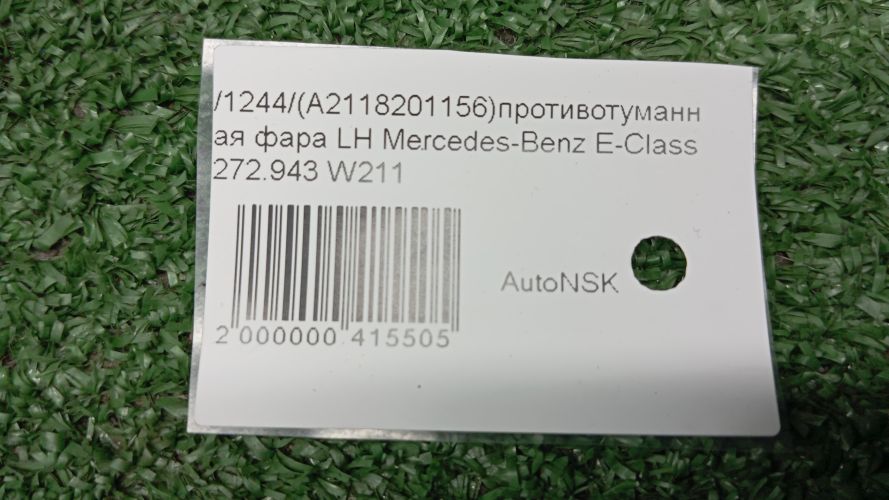 /1244/(A2118201156)противотуманн
ая фара LH Mercedes-Benz E-Class
272.943 W211
AutoNSK
2 000000 415505